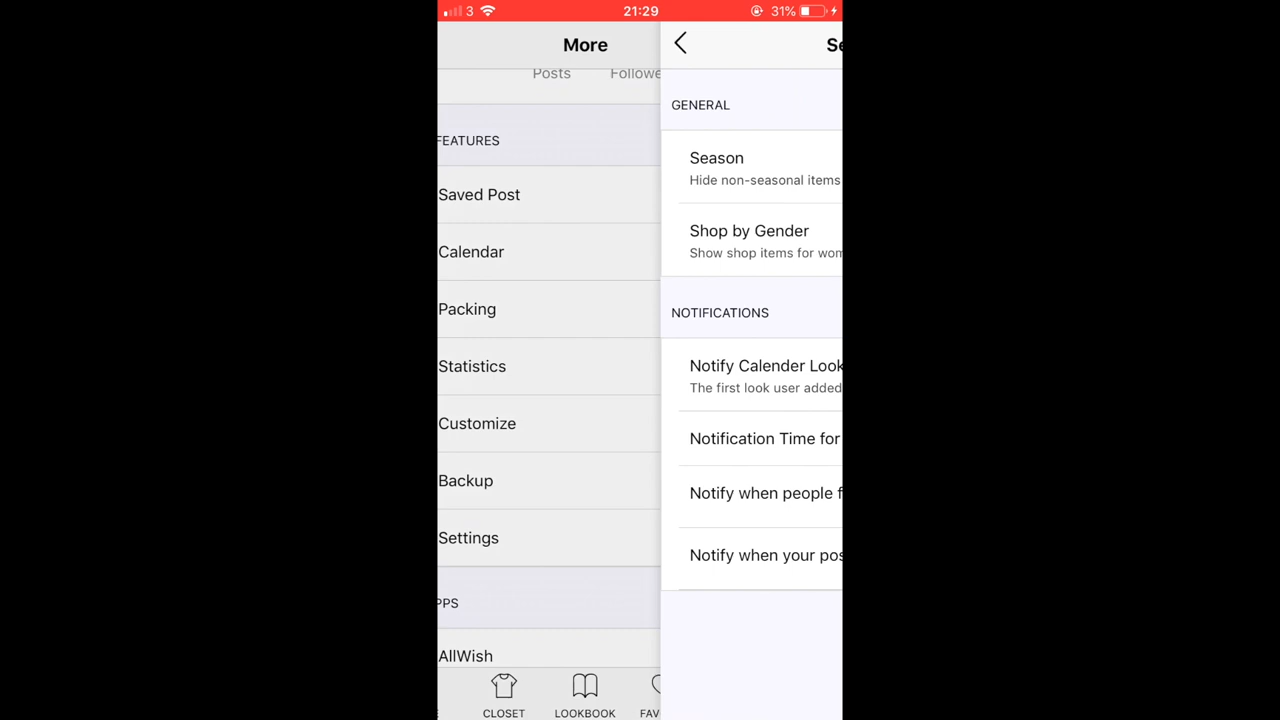 3 21:29 31%
More
Posts Followe
FEATURES
Saved Post
Calendar
Packing
Statistics
Customize
Backup
Settings
PPS
AllWish
CLOSET LOOKBOOK FAV
Se
GENERAL
Season
Hide non-seasonal items
Shop by Gender
Show shop items for wom
NOTIFICATIONS
Notify Calender Look
The first look user added
Notification Time for
Notify when people f
Notify when your pos